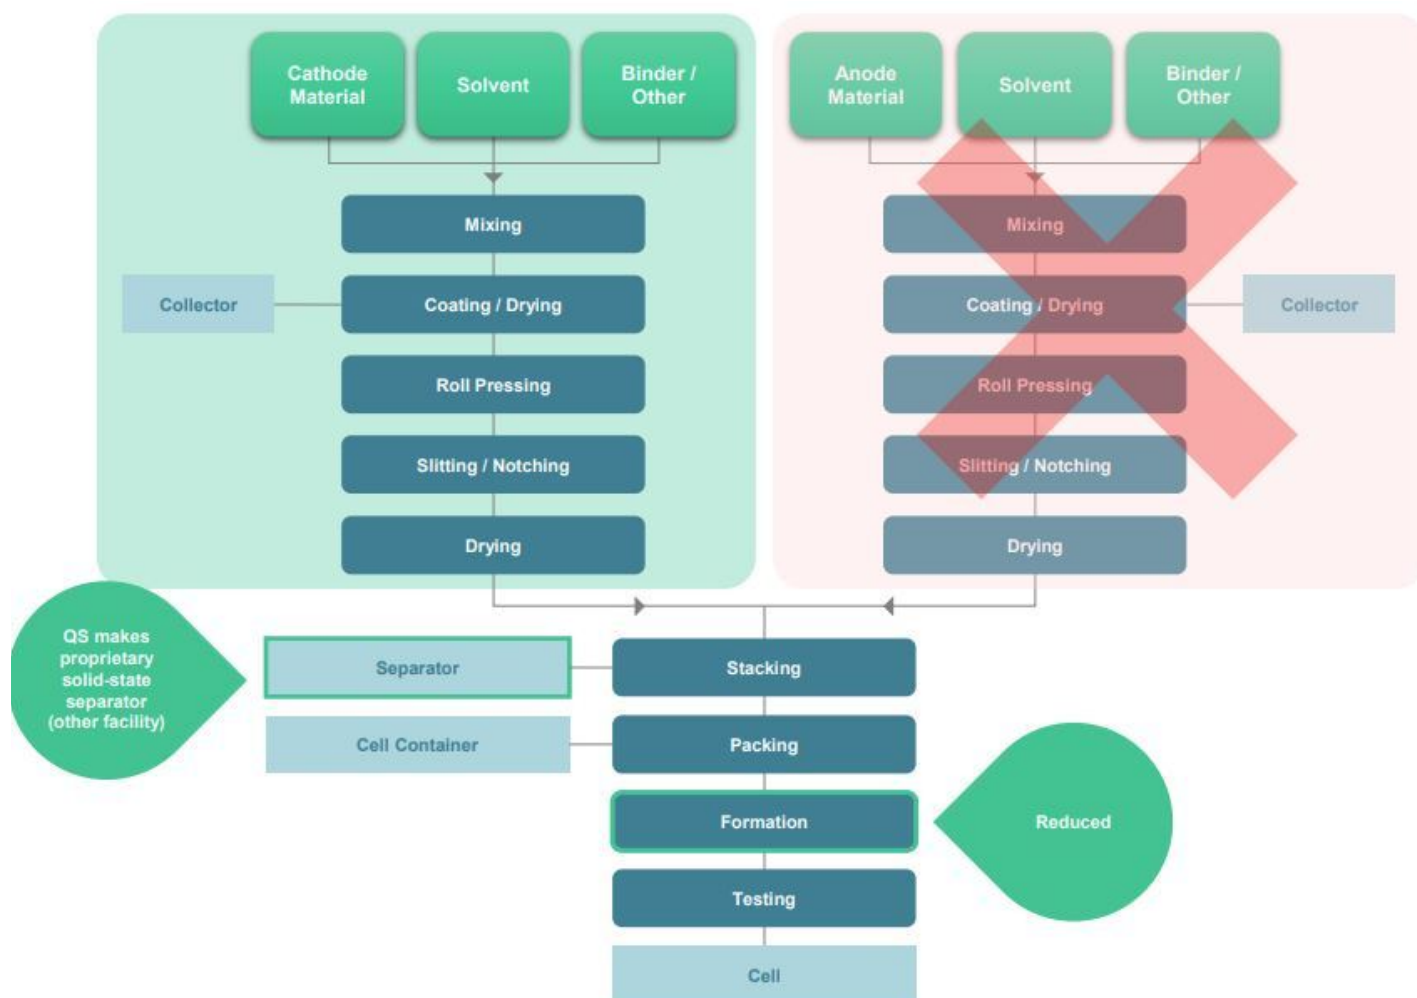 Cathode
Material
Solvent
Binder /
Other
Anode
Material
Solvent
Binder /
Other
Mixing
Mixing
Collector
Coating / Drying
Coating / Drying
Collector
Roll Pressing
Roll Pressing
Slitting / Notching
Slitting / Notching
Drying
Drying
QS makes
proprietary
solid-state
separator
(other facility)
Separator
Stacking
Cell Container
Packing
Formation
Reduced
Testing
Cell